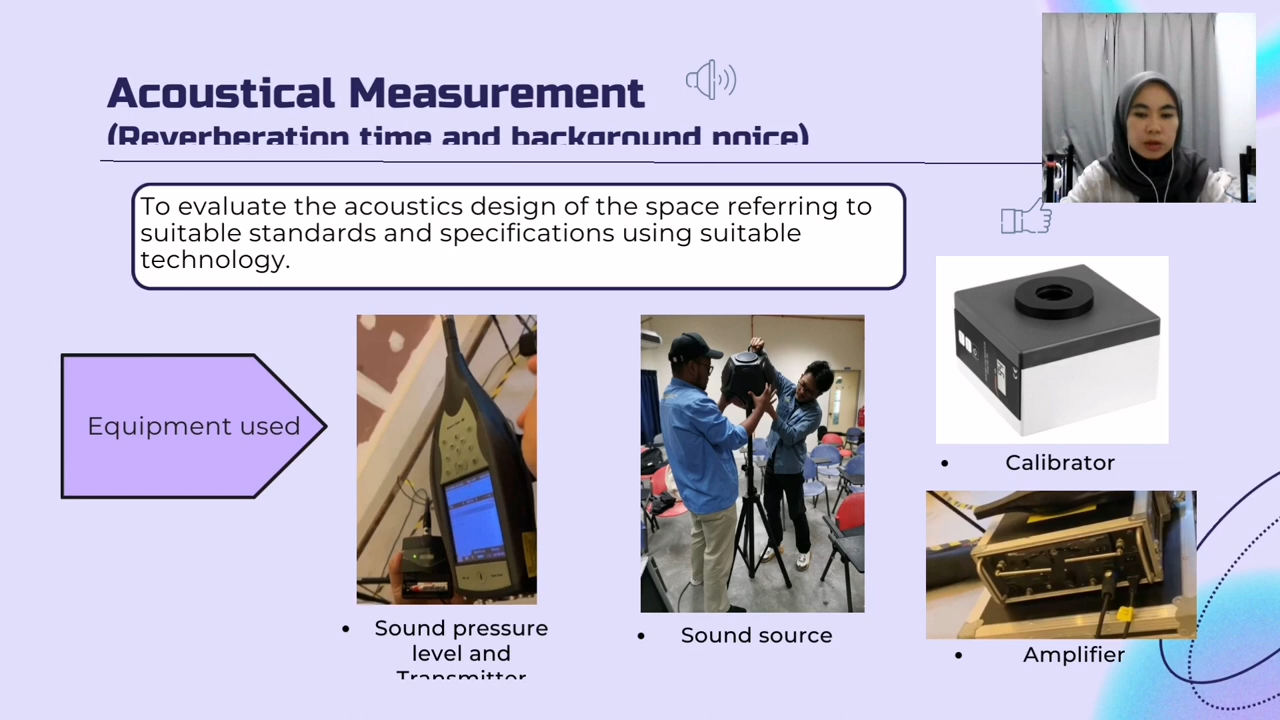 Acoustical Measurement
(Reverberation time and background noice)
To evaluate the acoustics design of the space referring to
suitable standards and specifications using suitable
technology.
Equipment used
• Sound pressure
level and
Transmitter
• Sound source
• Calibrator
• Amplifier